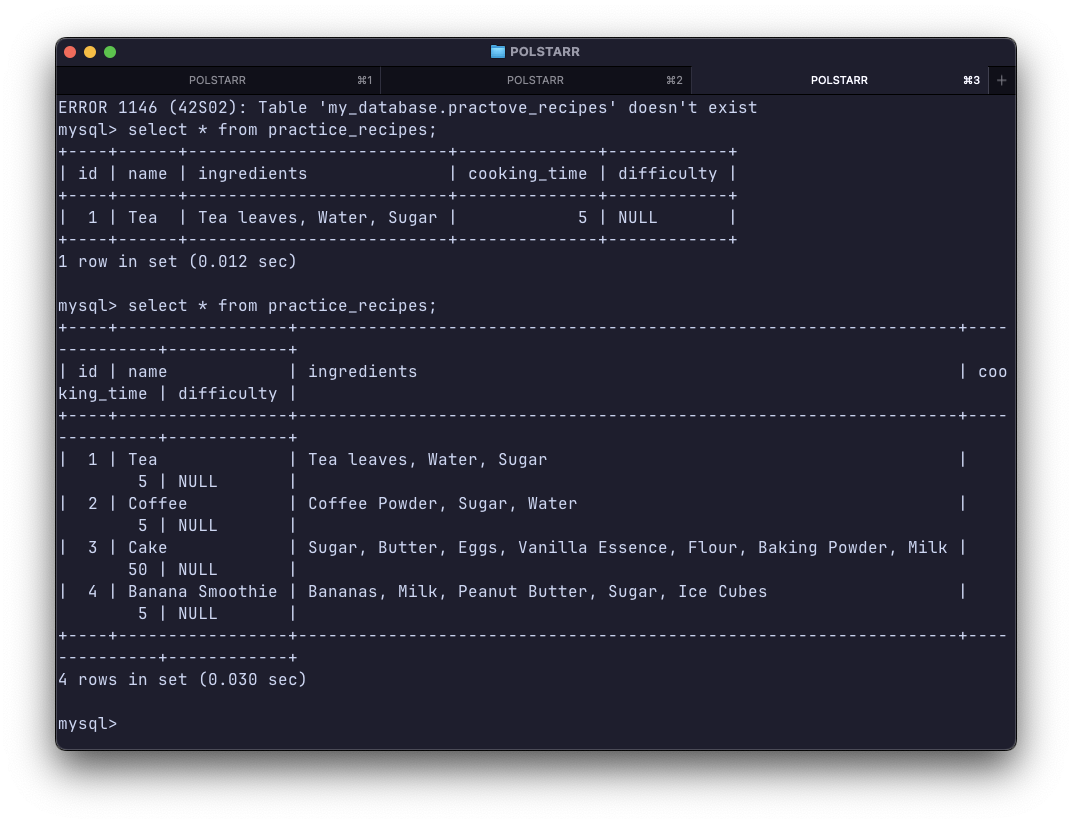 POLSTARR
POLSTARR ⌘1 POLSTARR ⌘2 POLSTARR ⌘3 +
ERROR 1146 (42S02): Table 'my_database.practove_recipes' doesn't exist
mysql> select * from practice_recipes;
+----+------+--------------------------+--------------+------------+
| id | name | ingredients              | cooking_time | difficulty |
+----+------+--------------------------+--------------+------------+
|  1 | Tea  | Tea leaves, Water, Sugar |            5 | NULL       |
+----+------+--------------------------+--------------+------------+
1 row in set (0.012 sec)

mysql> select * from practice_recipes;
+----+-----------------+------------------------------------------------------------------+----
----------+------------+
| id | name            | ingredients                                                      | coo
king_time | difficulty |
+----+-----------------+------------------------------------------------------------------+----
----------+------------+
|  1 | Tea             | Tea leaves, Water, Sugar                                         |
        5 | NULL       |
|  2 | Coffee          | Coffee Powder, Sugar, Water                                      |
        5 | NULL       |
|  3 | Cake            | Sugar, Butter, Eggs, Vanilla Essence, Flour, Baking Powder, Milk |
       50 | NULL       |
|  4 | Banana Smoothie | Bananas, Milk, Peanut Butter, Sugar, Ice Cubes                   |
        5 | NULL       |
+----+-----------------+------------------------------------------------------------------+----
----------+------------+
4 rows in set (0.030 sec)

mysql>